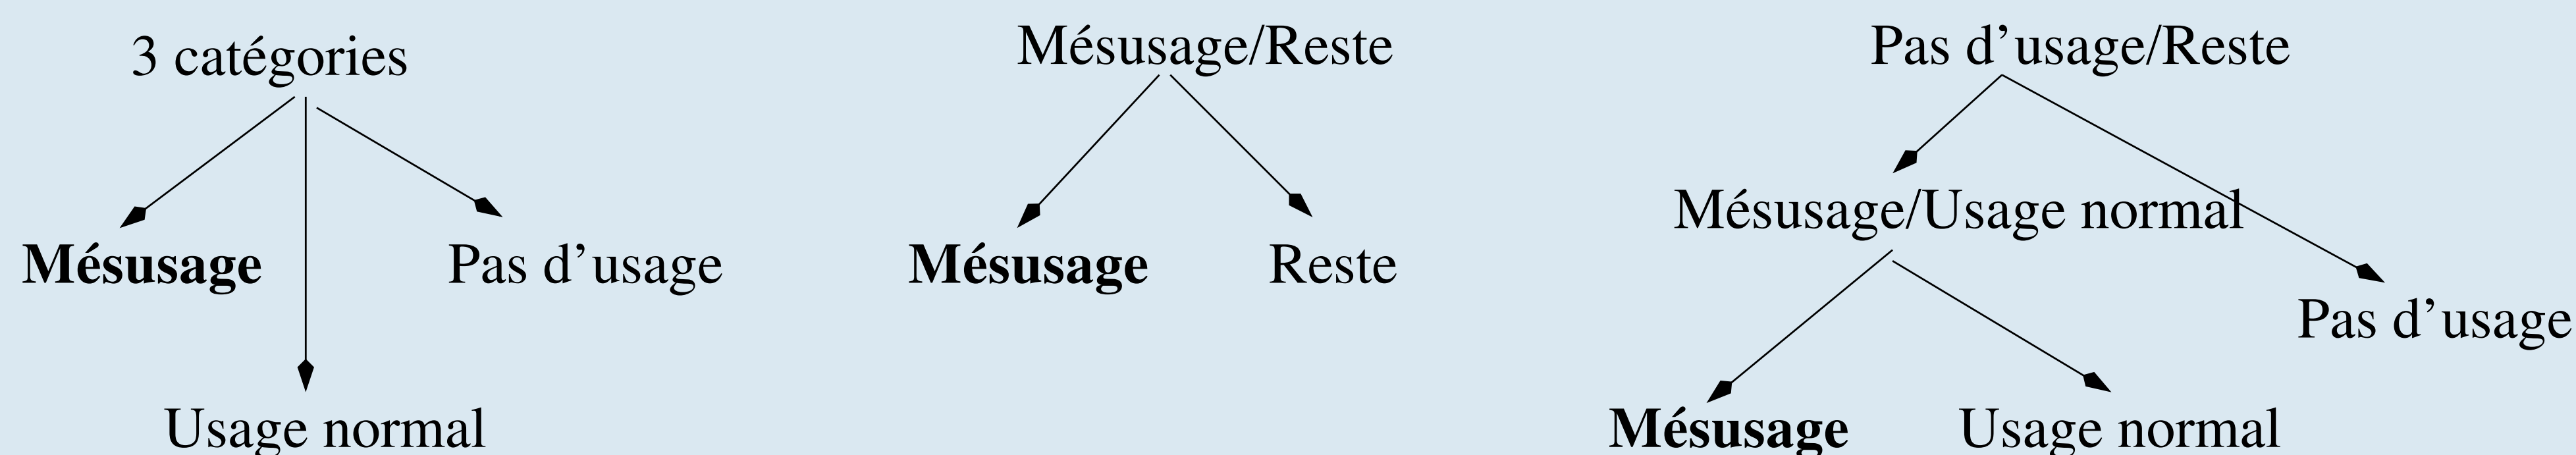 3 catégories
Mésusage
Pas d’usage
Usage normal
Mésusage/Reste
Mésusage
Reste
Pas d’usage/Reste
Mésusage/Usage normal
Pas d’usage
Mésusage
Usage normal